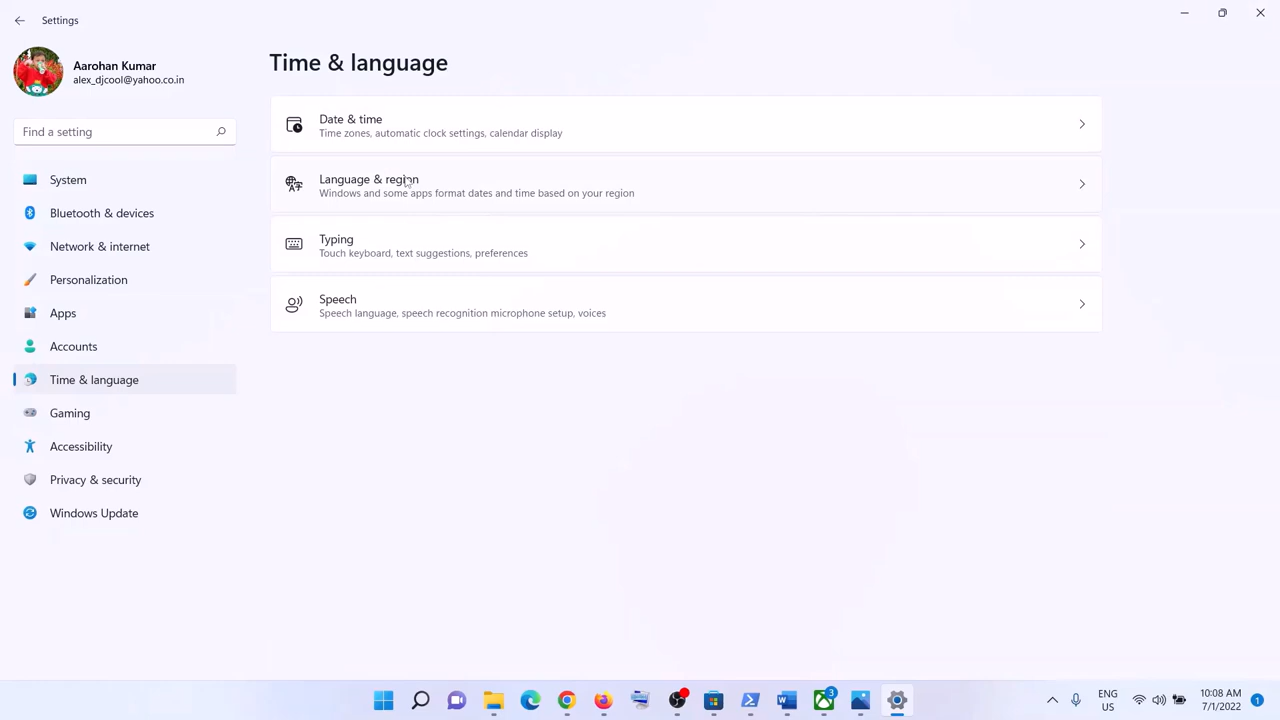 Settings
Aarohan Kumar
alex_djcool@yahoo.co.in
Find a setting
System
Bluetooth & devices
Network & internet
Personalization
Apps
Accounts
Time & language
Gaming
Accessibility
Privacy & security
Windows Update
Time & language
Date & time
Time zones, automatic clock settings, calendar display
Language & region
Windows and some apps format dates and time based on your region
Typing
Touch keyboard, text suggestions, preferences
Speech
Speech language, speech recognition microphone setup, voices
3
ENG
US
10:08 AM
7/1/2022
1